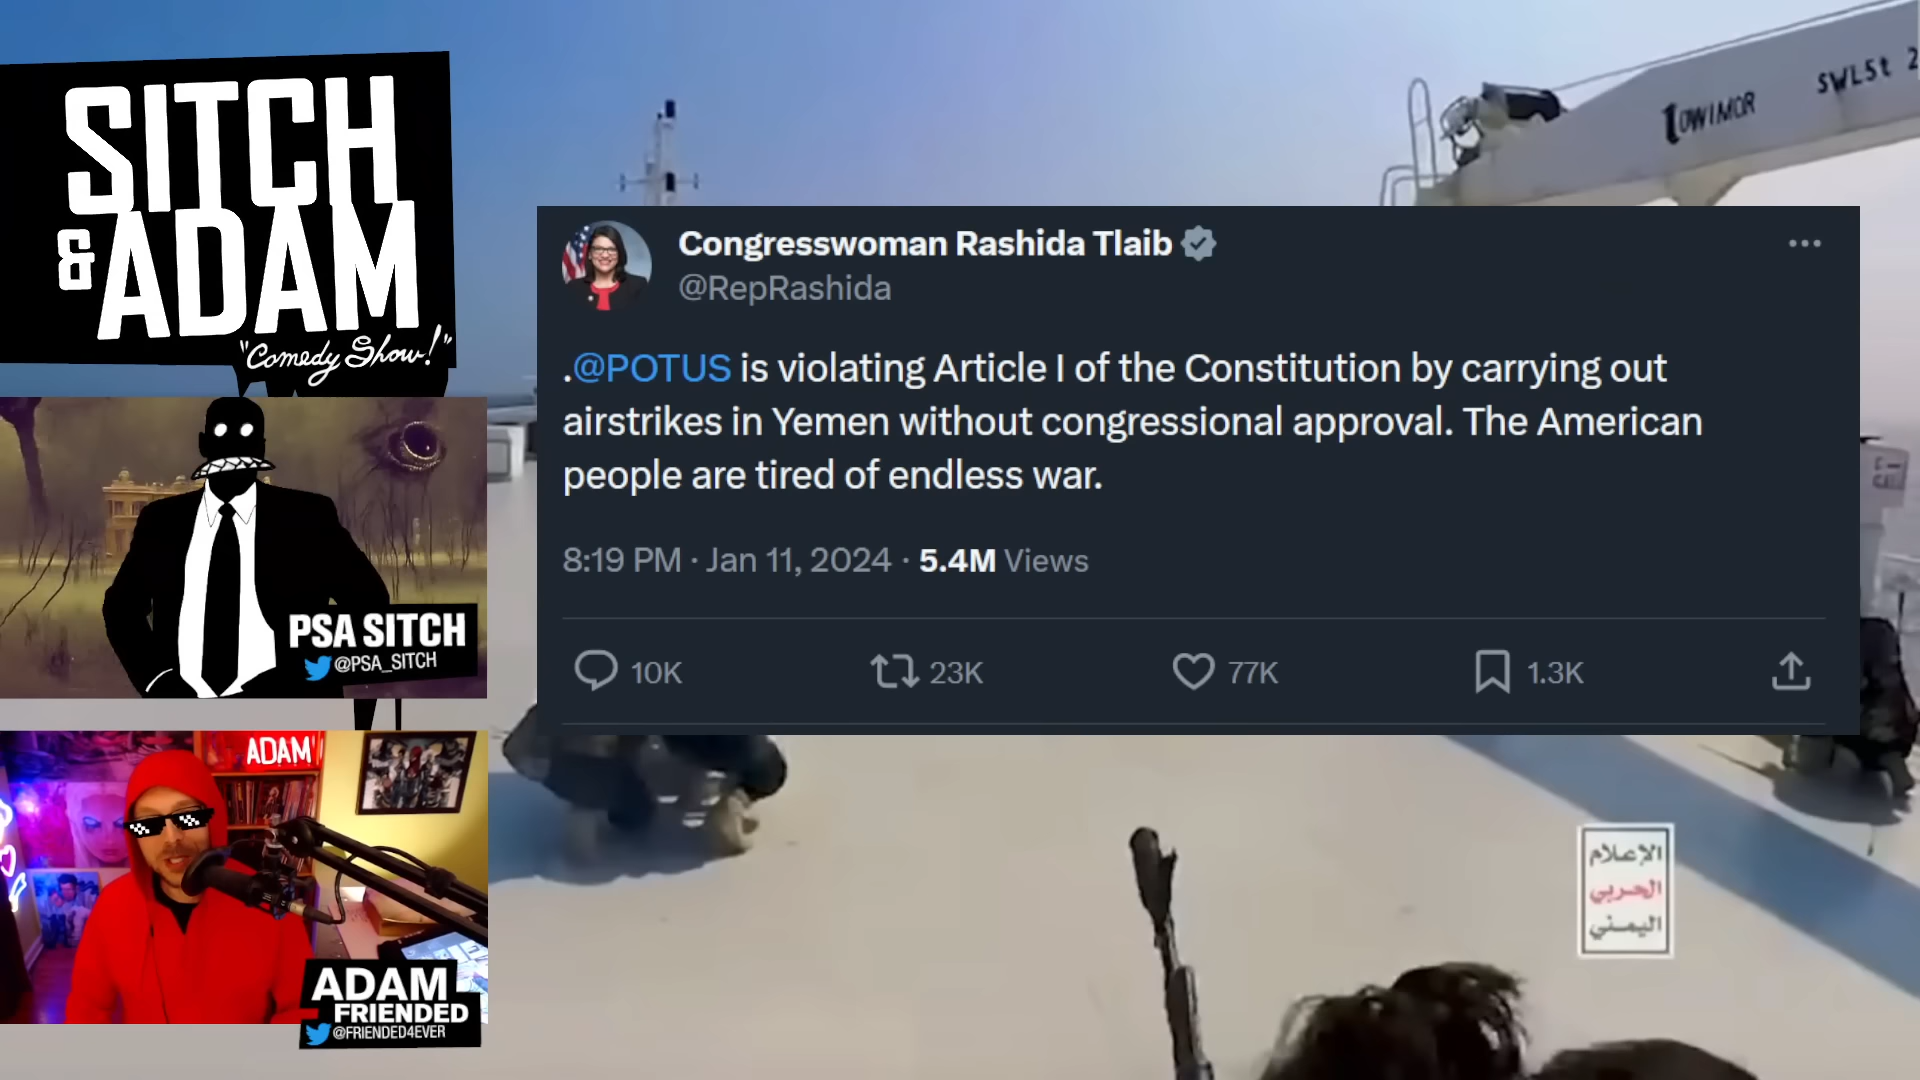 SITCH
& ADAM
"Comedy Show!"
PSA SITCH
@PSA_SITCH
ADAM
ADAM
FRIENDED
@FRIENDED4EVER
Congresswoman Rashida Tlaib
@RepRashida
.@POTUS is violating Article I of the Constitution by carrying out
airstrikes in Yemen without congressional approval. The American
people are tired of endless war.
8:19 PM · Jan 11, 2024 · 5.4M Views
10K 23K 77K 1.3K
SWL5t 2
الإعلام
الحربي
اليمني